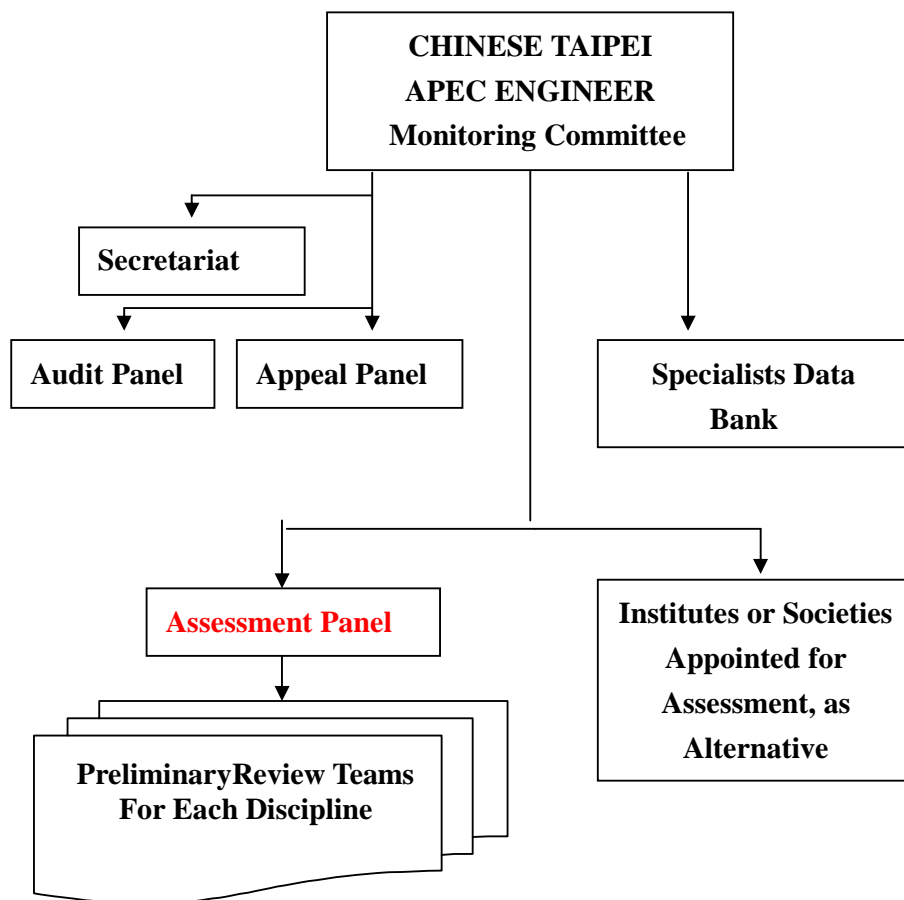 CHINESE TAIPEI
APEC ENGINEER
Monitoring Committee
Secretariat
Audit Panel
Appeal Panel
Specialists Data
Bank
Assessment Panel
Institutes or Societies
Appointed for
Assessment, as
Alternative
PreliminaryReview Teams
For Each Discipline